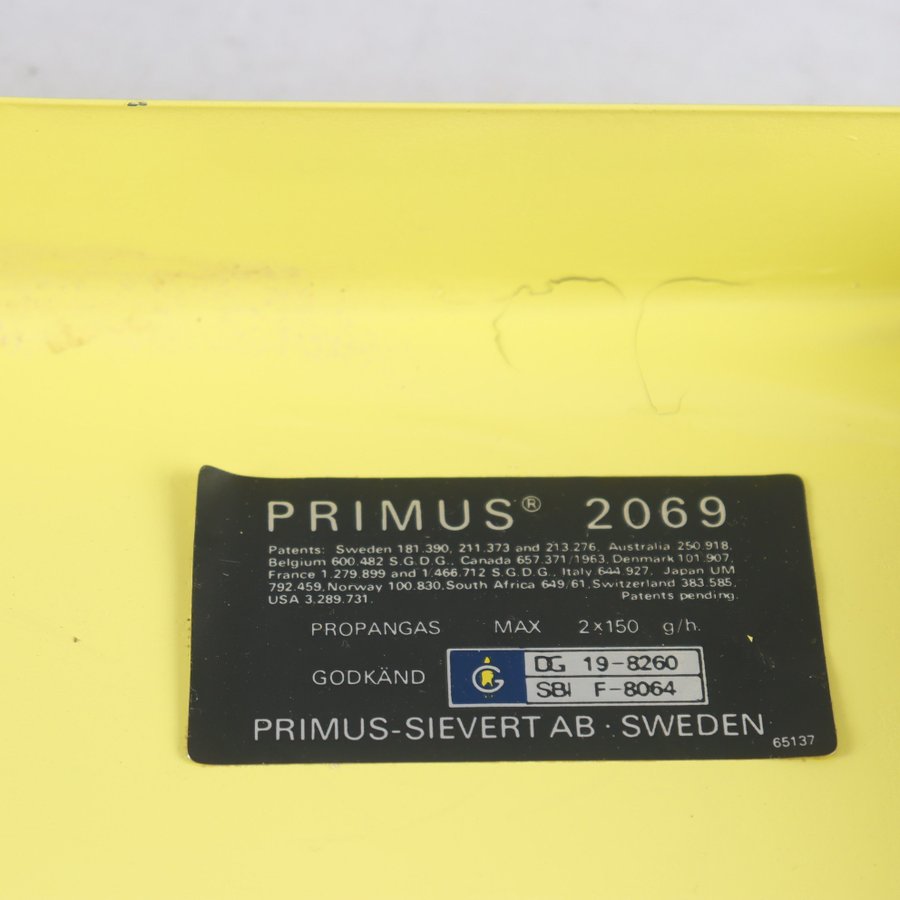 PRIMUS® 2069
Patents: Sweden 181.390, 211.373 and 213.276, Australia 250.918,
Belgium 600.482 S.G.D.G., Canada 657.371/1963, Denmark 101.907,
France 1.279.899 and 1.466.712 S.G.D.G., Italy 644.927, Japan UM
792.459, Norway 100.830, South Africa 649/61, Switzerland 383.585,
USA 3.289.731. Patents pending.
PROPANGAS MAX 2×150 g/h.
GODKÄND G DG 19-8260
SBI F-8064
PRIMUS-SIEVERT AB · SWEDEN
65137